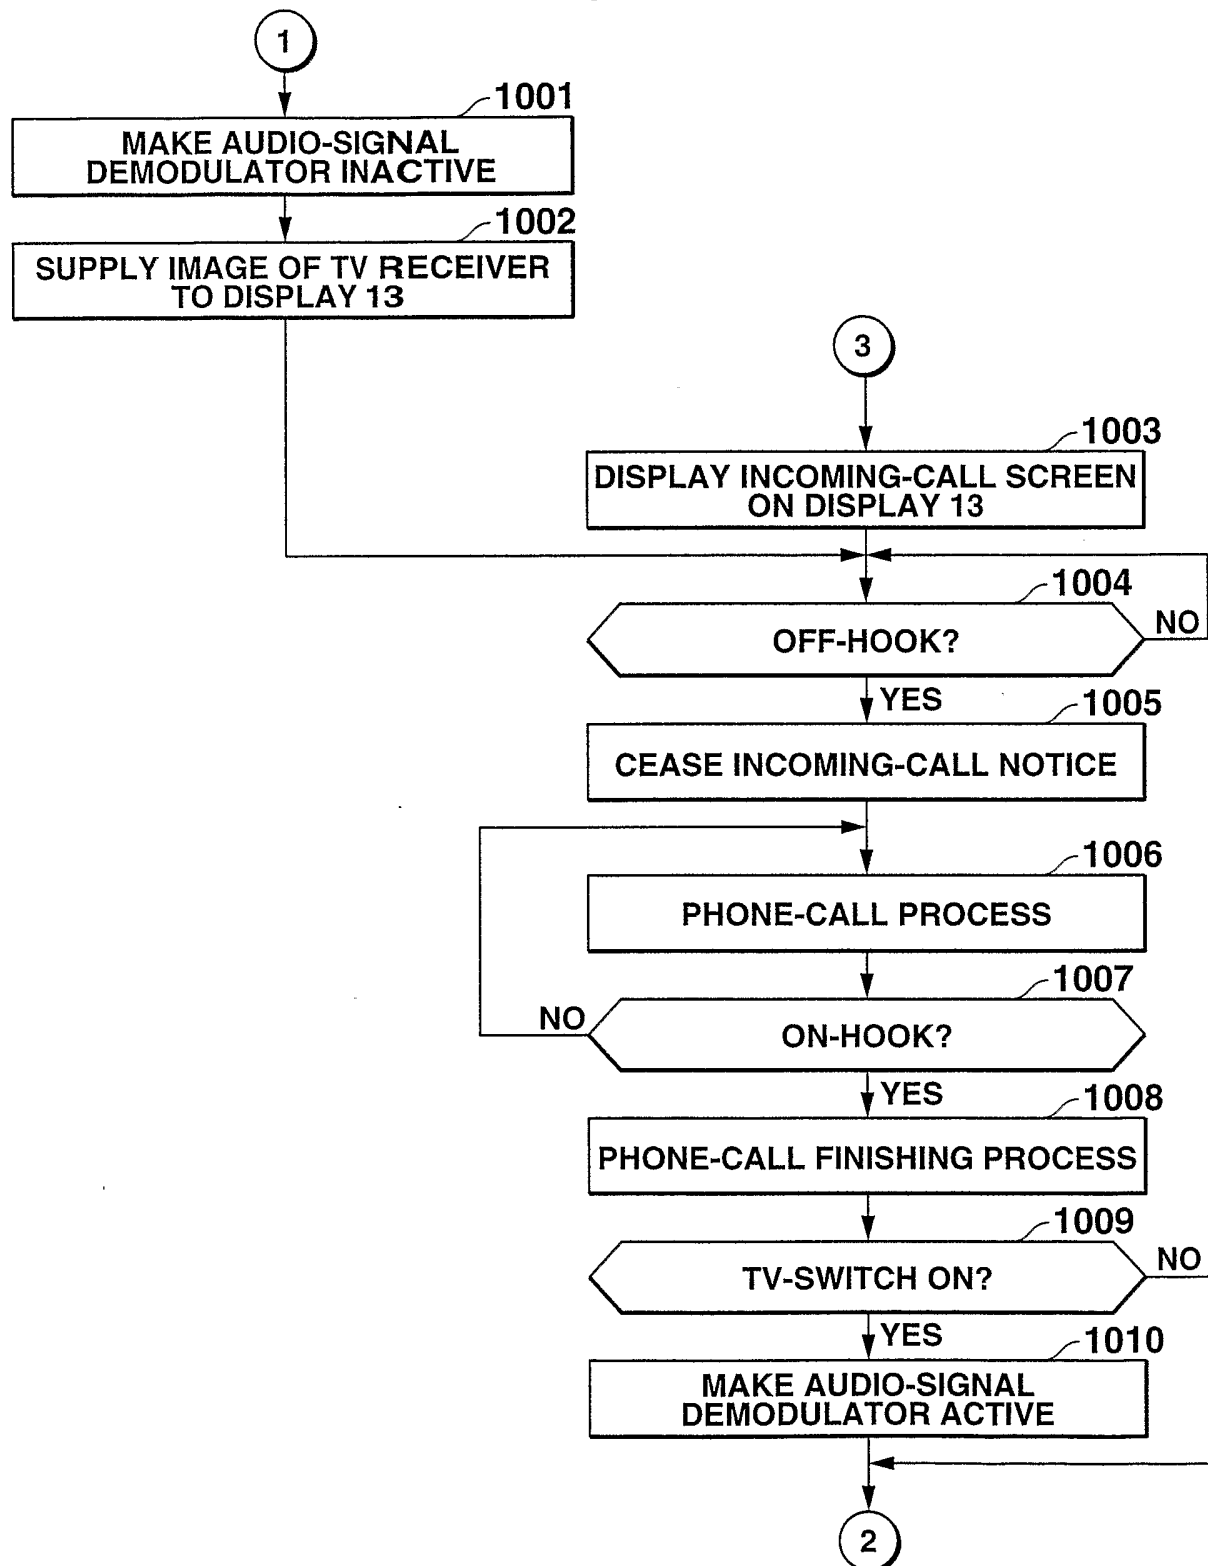 1
1001
MAKE AUDIO-SIGNAL
DEMODULATOR INACTIVE
1002
SUPPLY IMAGE OF TV RECEIVER
TO DISPLAY 13
3
1003
DISPLAY INCOMING-CALL SCREEN
ON DISPLAY 13
1004
OFF-HOOK?
NO
YES
1005
CEASE INCOMING-CALL NOTICE
1006
PHONE-CALL PROCESS
1007
NO
ON-HOOK?
YES
1008
PHONE-CALL FINISHING PROCESS
1009
TV-SWITCH ON?
NO
YES
1010
MAKE AUDIO-SIGNAL
DEMODULATOR ACTIVE
2